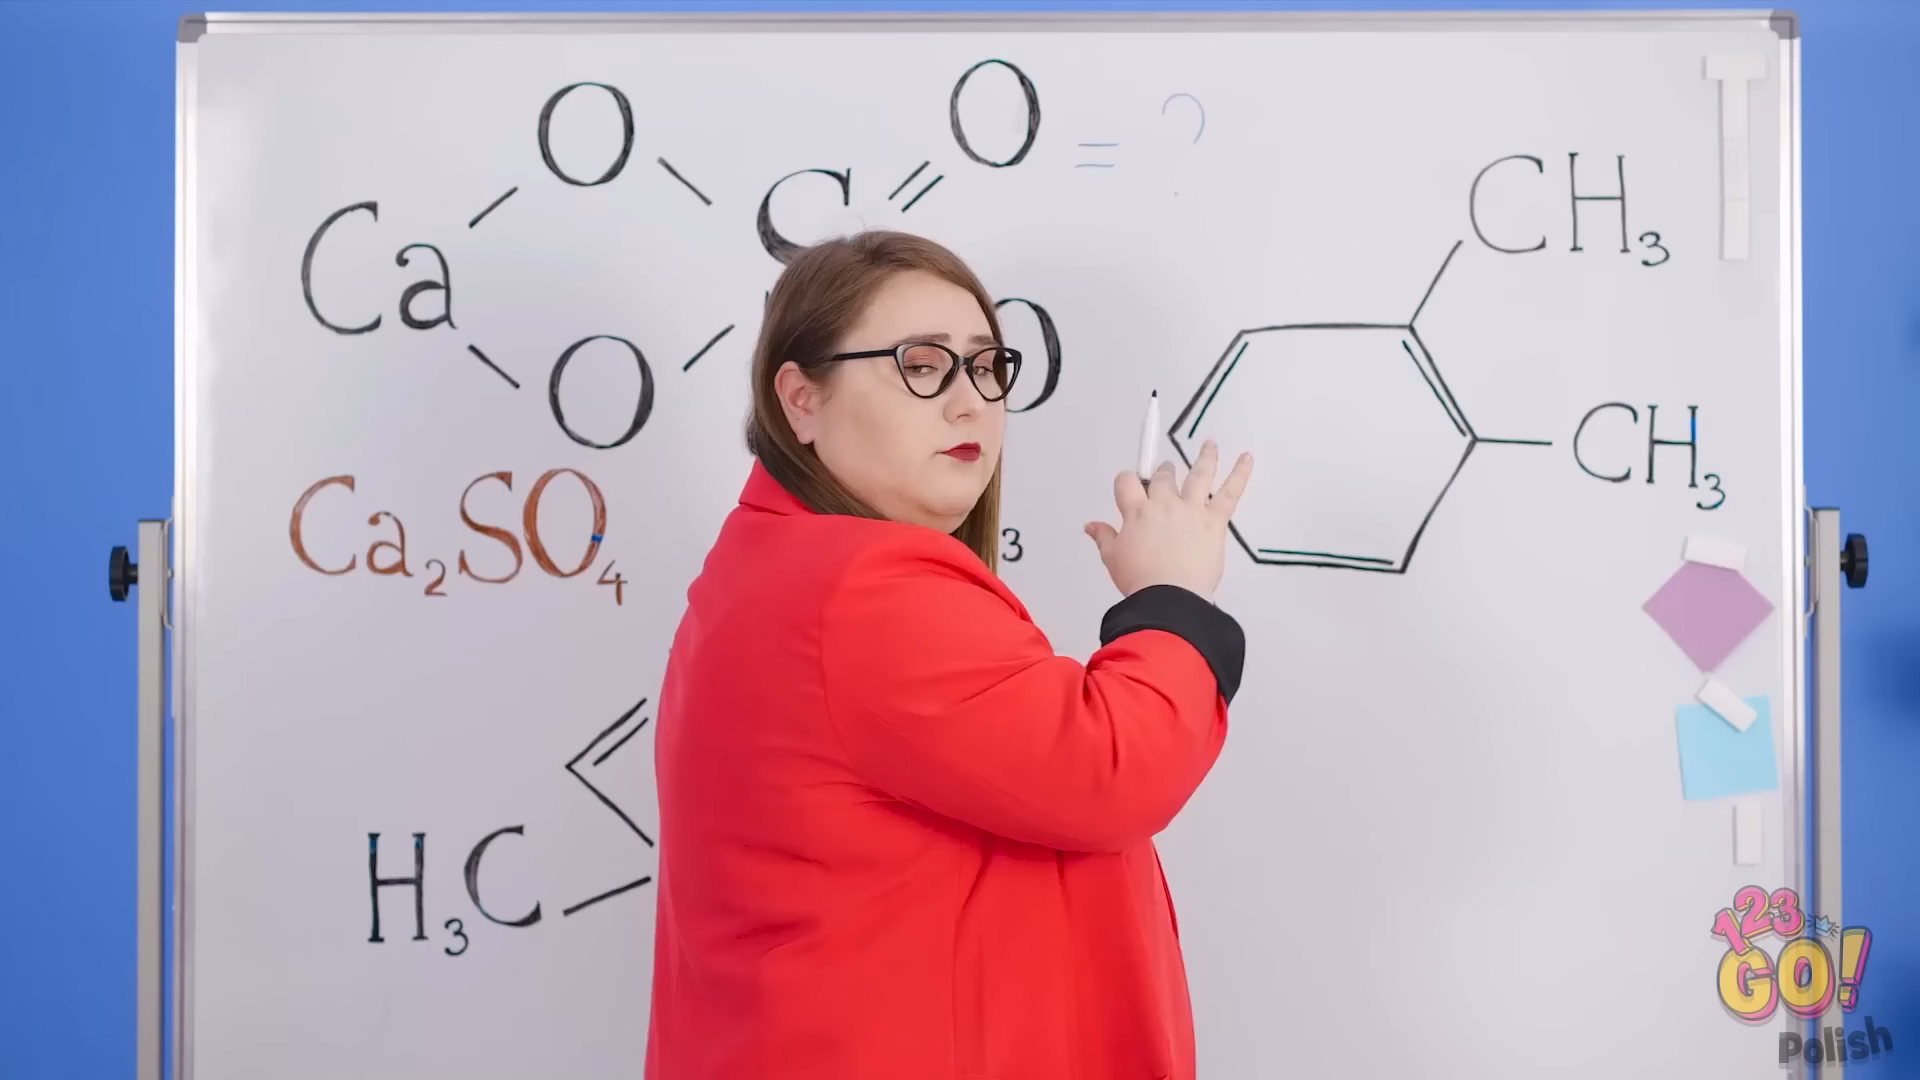 O O = ?
Ca C CH₃
O O CH₃
Ca₂SO₄ 3
H₃C
123 GO!
Polish